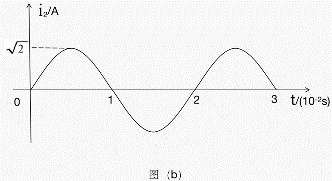 i₂/A
√2
0
1
2
3
t/(10⁻²s)
图 (b)